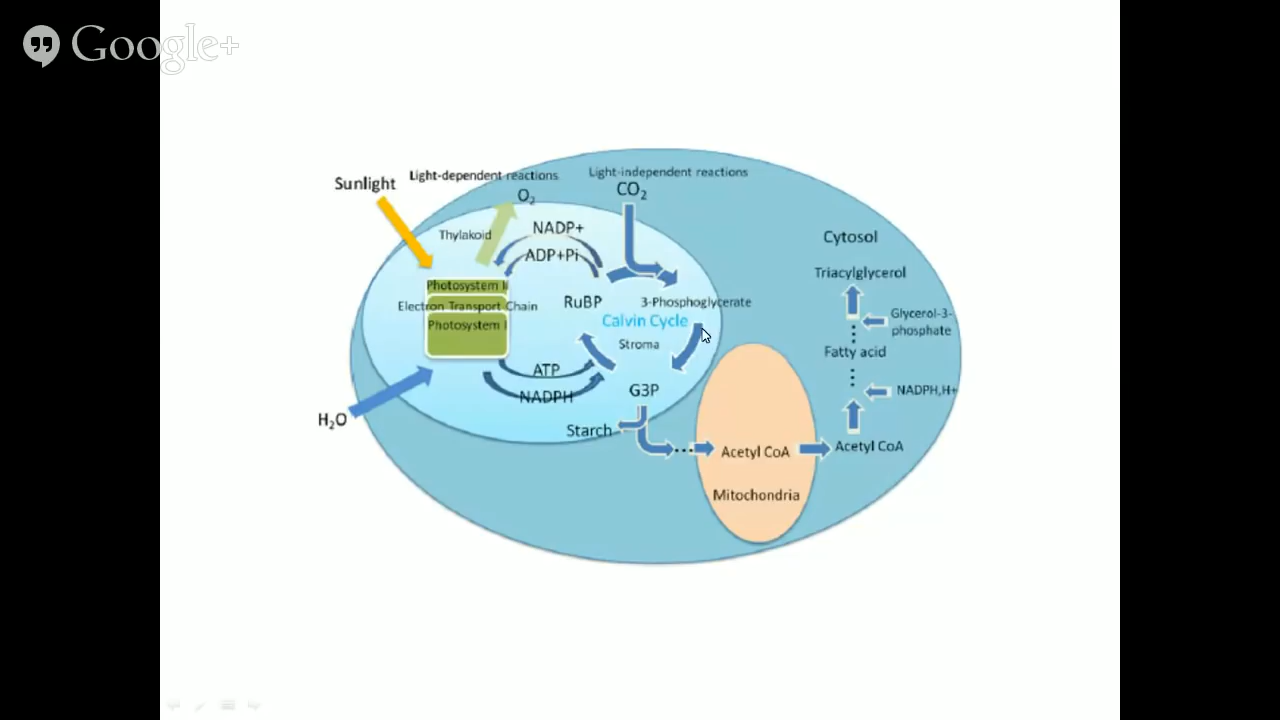 Google+
Sunlight
Light-dependent reactions
Light-independent reactions
O₂
CO₂
Thylakoid
NADP+
ADP+Pi
Cytosol
Photosystem II
Electron Transport Chain
Photosystem I
RuBP
3-Phosphoglycerate
Calvin Cycle
Stroma
Triacylglycerol
Glycerol-3-
phosphate
Fatty acid
ATP
NADPH
G3P
NADPH,H+
H₂O
Starch
Acetyl CoA
Acetyl CoA
Mitochondria